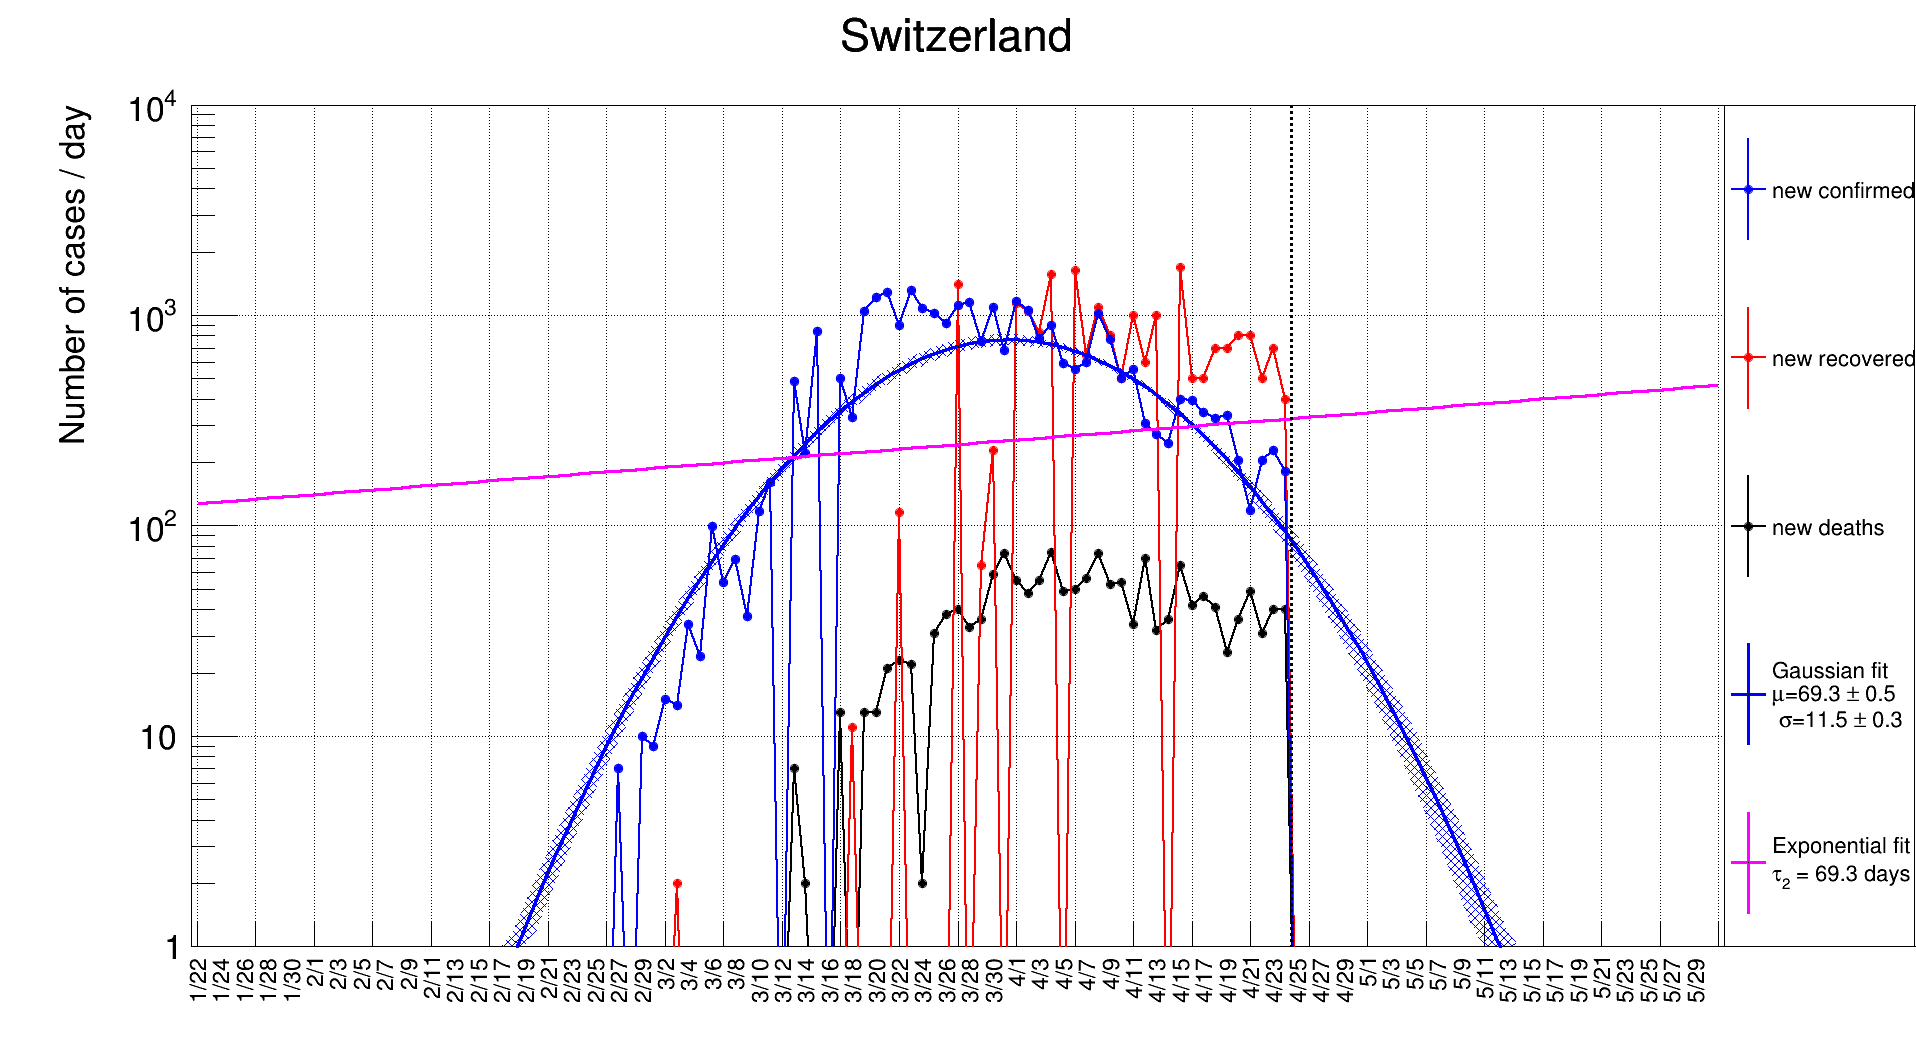 Switzerland
Number of cases / day
10⁴
10³
10²
10
1
1/22 1/24 1/26 1/28 1/30 2/1 2/3 2/5 2/7 2/9 2/11 2/13 2/15 2/17 2/19 2/21 2/23 2/25 2/27 2/29 3/2 3/4 3/6 3/8 3/10 3/12 3/14 3/16 3/18 3/20 3/22 3/24 3/26 3/28 3/30 4/1 4/3 4/5 4/7 4/9 4/11 4/13 4/15 4/17 4/19 4/21 4/23 4/25 4/27 4/29 5/1 5/3 5/5 5/7 5/9 5/11 5/13 5/15 5/17 5/19 5/21 5/23 5/25 5/27 5/29
new confirmed
new recovered
new deaths
Gaussian fit
μ=69.3 ± 0.5
σ=11.5 ± 0.3
Exponential fit
τ₂ = 69.3 days